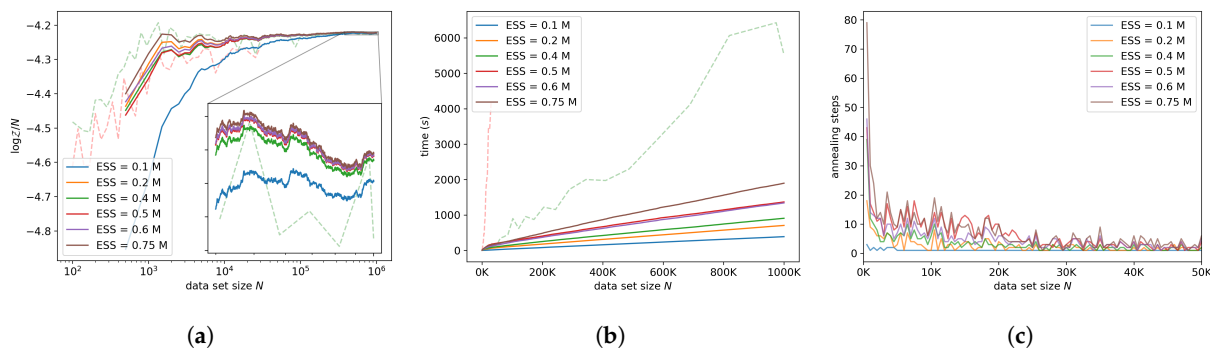 −4.2
−4.3
−4.4
−4.5
−4.6
−4.7
−4.8
log Z/N
10² 10³ 10⁴ 10⁵ 10⁶
data set size N
ESS = 0.1 M
ESS = 0.2 M
ESS = 0.4 M
ESS = 0.5 M
ESS = 0.6 M
ESS = 0.75 M
(a)
6000
5000
4000
3000
2000
1000
0
time (s)
0K 200K 400K 600K 800K 1000K
data set size N
ESS = 0.1 M
ESS = 0.2 M
ESS = 0.4 M
ESS = 0.5 M
ESS = 0.6 M
ESS = 0.75 M
(b)
80
70
60
50
40
30
20
10
0
annealing steps
0K 10K 20K 30K 40K 50K
data set size N
ESS = 0.1 M
ESS = 0.2 M
ESS = 0.4 M
ESS = 0.5 M
ESS = 0.6 M
ESS = 0.75 M
(c)